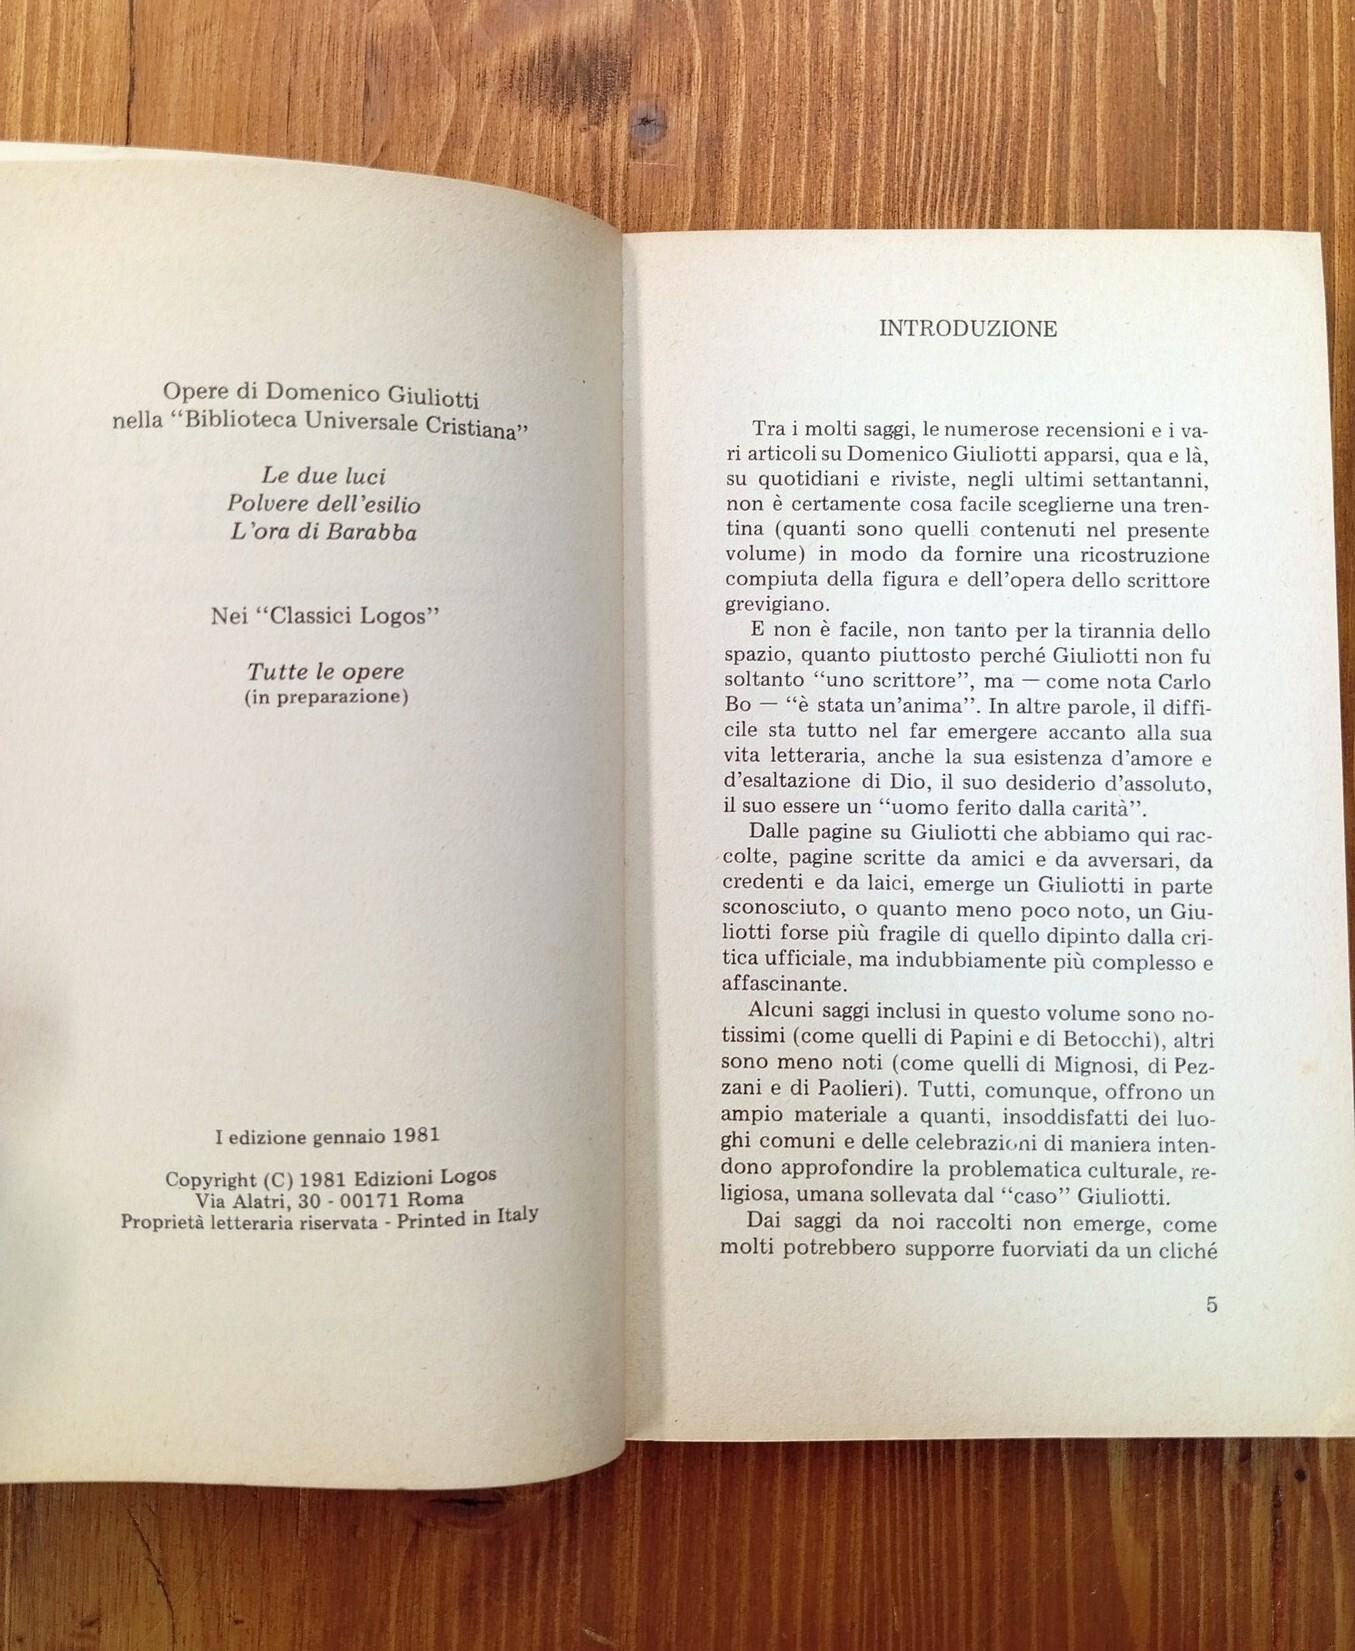 Opere di Domenico Giuliotti
nella “Biblioteca Universale Cristiana”
Le due luci
Polvere dell’esilio
L’ora di Barabba
Nei “Classici Logos”
Tutte le opere
(in preparazione)
I edizione gennaio 1981
Copyright (C) 1981 Edizioni Logos
Via Alatri, 30 - 00171 Roma
Proprietà letteraria riservata - Printed in Italy
INTRODUZIONE
Tra i molti saggi, le numerose recensioni e i va-
ri articoli su Domenico Giuliotti apparsi, qua e là,
su quotidiani e riviste, negli ultimi settantanni,
non è certamente cosa facile sceglierne una tren-
tina (quanti sono quelli contenuti nel presente
volume) in modo da fornire una ricostruzione
compiuta della figura e dell’opera dello scrittore
grevigiano.
E non è facile, non tanto per la tirannia dello
spazio, quanto piuttosto perché Giuliotti non fu
soltanto “uno scrittore”, ma — come nota Carlo
Bo — “è stata un’anima”. In altre parole, il diffi-
cile sta tutto nel far emergere accanto alla sua
vita letteraria, anche la sua esistenza d’amore e
d’esaltazione di Dio, il suo desiderio d’assoluto,
il suo essere un “uomo ferito dalla carità”.
Dalle pagine su Giuliotti che abbiamo qui rac-
colte, pagine scritte da amici e da avversari, da
credenti e da laici, emerge un Giuliotti in parte
sconosciuto, o quanto meno poco noto, un Giu-
liotti forse più fragile di quello dipinto dalla cri-
tica ufficiale, ma indubbiamente più complesso e
affascinante.
Alcuni saggi inclusi in questo volume sono no-
tissimi (come quelli di Papini e di Betocchi), altri
sono meno noti (come quelli di Mignosi, di Pez-
zani e di Paolieri). Tutti, comunque, offrono un
ampio materiale a quanti, insoddisfatti dei luo-
ghi comuni e delle celebrazioni di maniera inten-
dono approfondire la problematica culturale, re-
ligiosa, umana sollevata dal “caso” Giuliotti.
Dai saggi da noi raccolti non emerge, come
molti potrebbero supporre fuorviati da un cliché
5